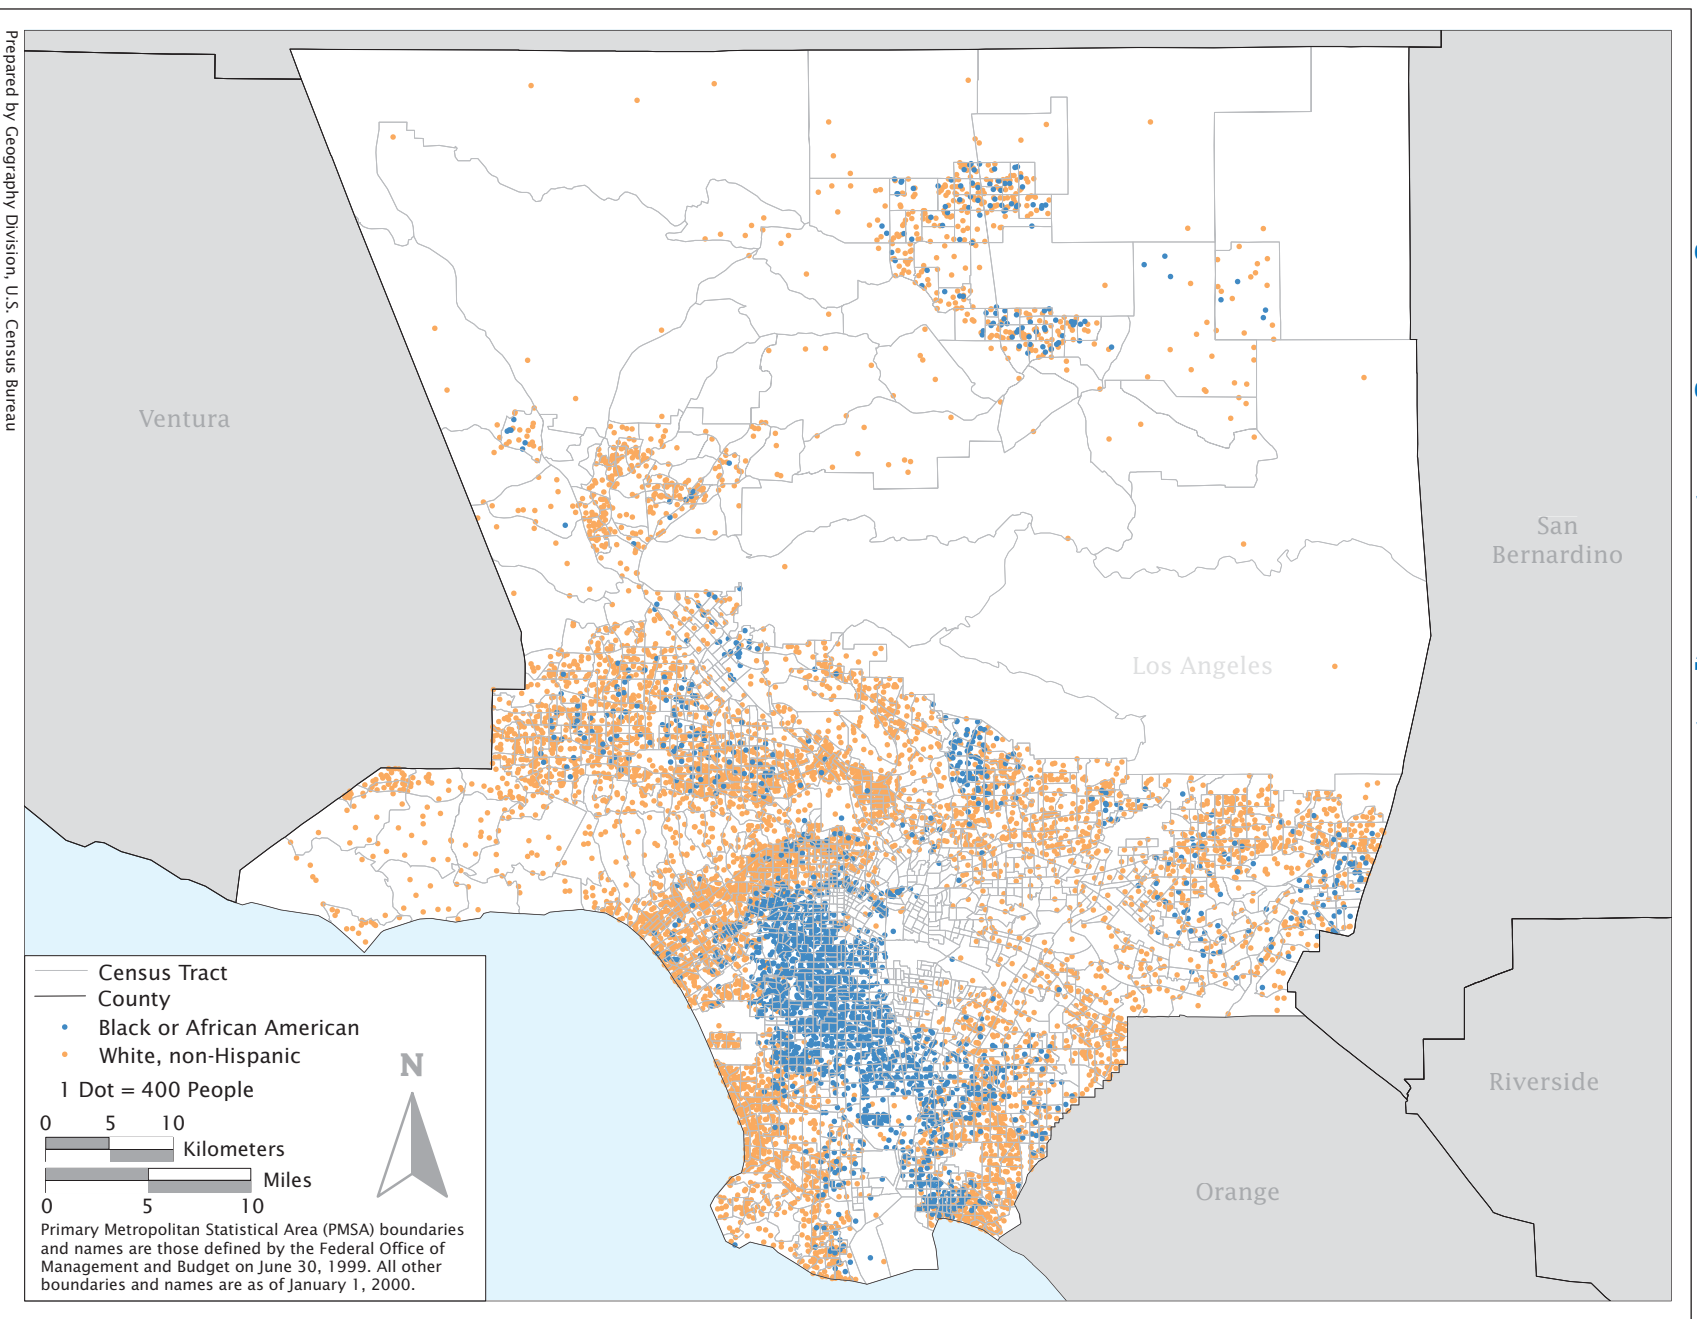 Prepared by Geography Division, U.S. Census Bureau
Ventura
San
Bernardino
Los Angeles
Riverside
Orange
Census Tract
County
Black or African American
White, non-Hispanic
1 Dot = 400 People
N
0 5 10
Kilometers
Miles
0 5 10
Primary Metropolitan Statistical Area (PMSA) boundaries
and names are those defined by the Federal Office of
Management and Budget on June 30, 1999. All other
boundaries and names are as of January 1, 2000.